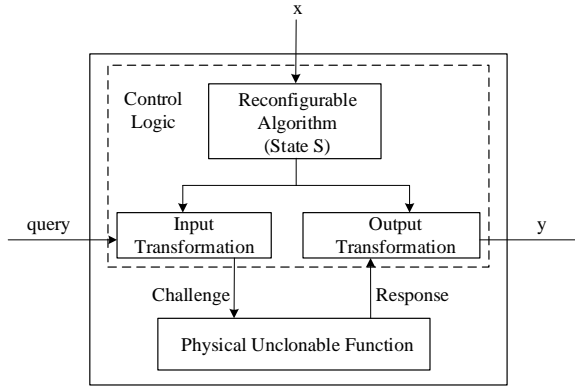 x
Control
Logic
Reconfigurable
Algorithm
(State S)
query
Input
Transformation
Output
Transformation
y
Challenge
Response
Physical Unclonable Function